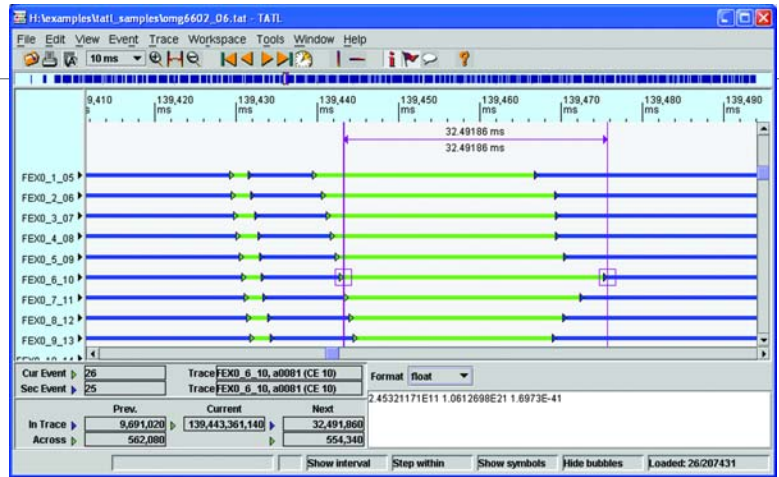 H:\examples\tatl_samples\omg6602_06.tat - TATL
File Edit View Event Trace Workspace Tools Window Help
10 ms
9,410 139,420 139,430 139,440 139,450 139,460 139,470 139,480 139,490
s ms ms ms ms ms ms ms ms
32.49186 ms
32.49186 ms
FEX0_1_05
FEX0_2_06
FEX0_3_07
FEX0_4_08
FEX0_5_09
FEX0_6_10
FEX0_7_11
FEX0_8_12
FEX0_9_13
Cur Event 26 Trace FEX0_6_10, a0081 (CE 10) Format float
Sec Event 25 Trace FEX0_6_10, a0081 (CE 10)
2.45321171E11 1.0612698E21 1.6973E-41
Prev. Current Next
In Trace 9,691,020 139,443,361,140 32,491,860
Across 562,080 554,340
Show interval Step within Show symbols Hide bubbles Loaded: 26/207431